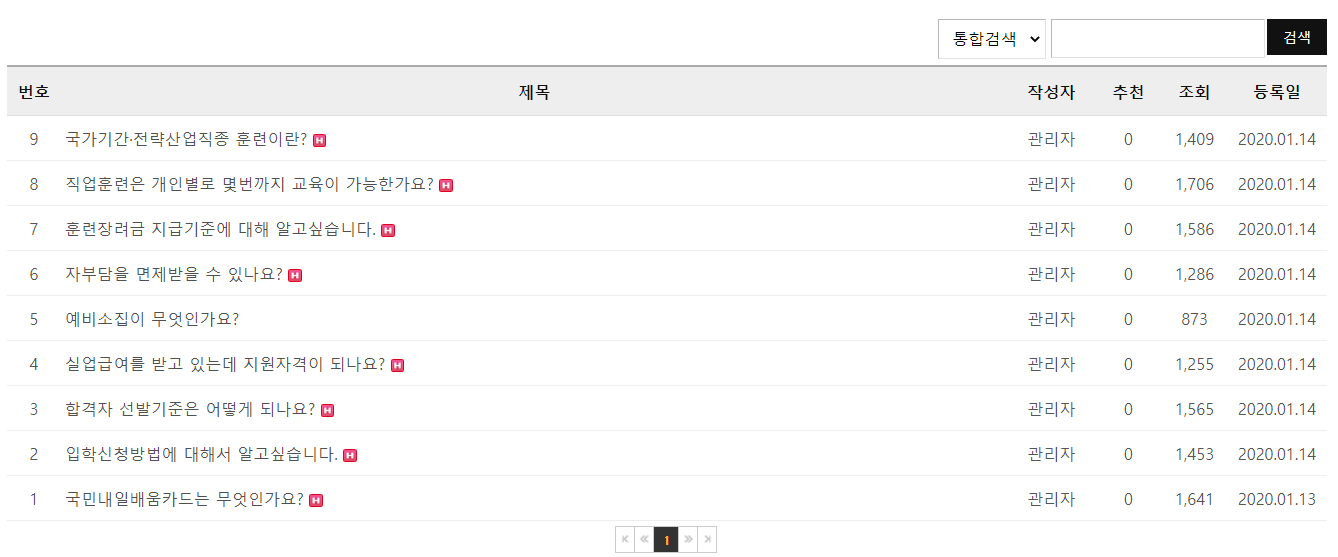 통합검색 검색
번호 제목 작성자 추천 조회 등록일
9 국가기간·전략산업직종 훈련이란? H 관리자 0 1,409 2020.01.14
8 직업훈련은 개인별로 몇번까지 교육이 가능한가요? H 관리자 0 1,706 2020.01.14
7 훈련장려금 지급기준에 대해 알고싶습니다. H 관리자 0 1,586 2020.01.14
6 자부담을 면제받을 수 있나요? H 관리자 0 1,286 2020.01.14
5 예비소집이 무엇인가요? 관리자 0 873 2020.01.14
4 실업급여를 받고 있는데 지원자격이 되나요? H 관리자 0 1,255 2020.01.14
3 합격자 선발기준은 어떻게 되나요? H 관리자 0 1,565 2020.01.14
2 입학신청방법에 대해서 알고싶습니다. H 관리자 0 1,453 2020.01.14
1 국민내일배움카드는 무엇인가요? H 관리자 0 1,641 2020.01.13
1